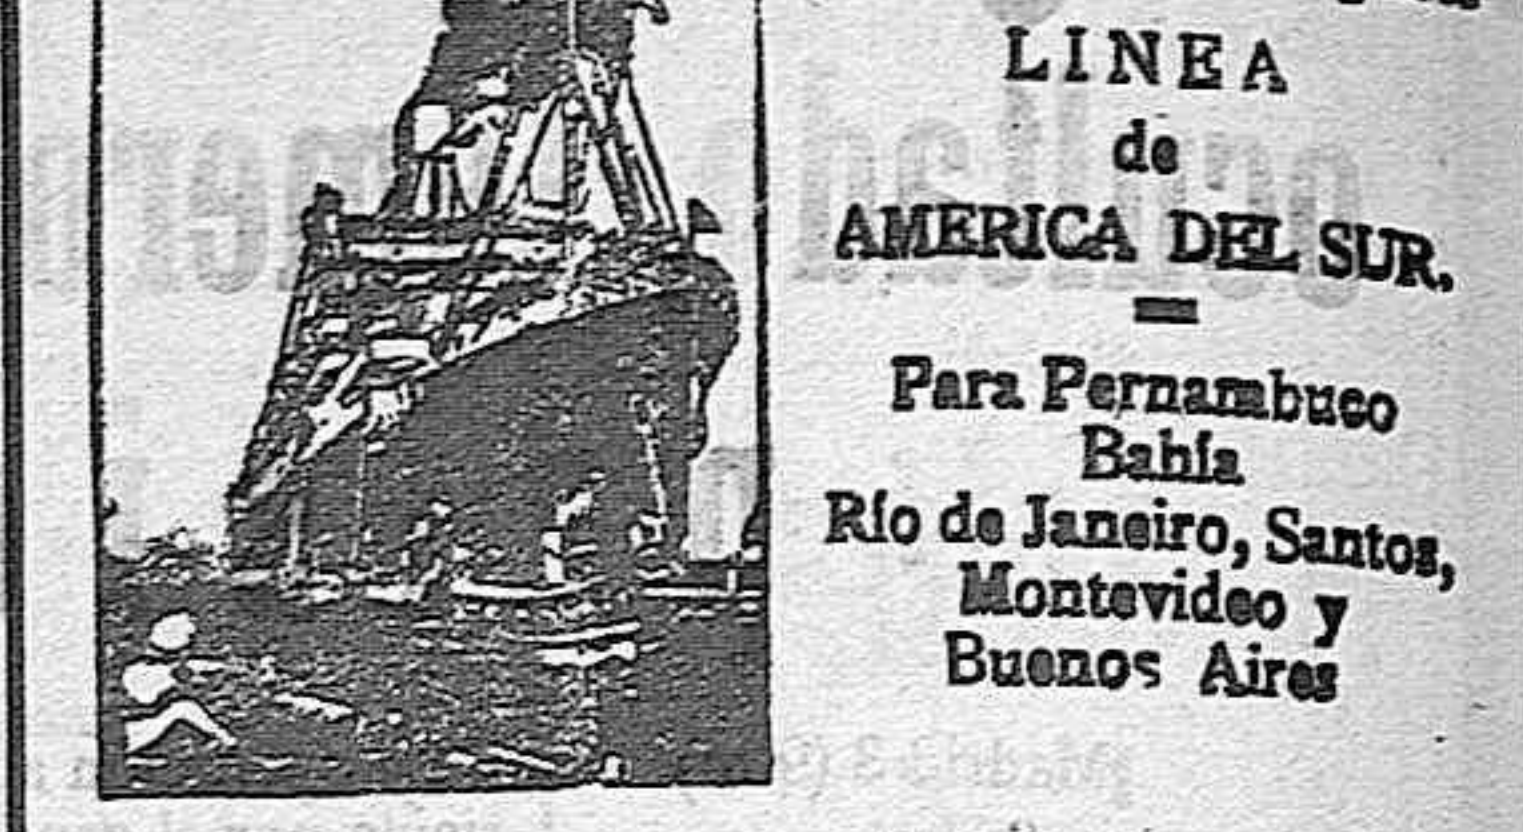 LINEA
de
AMERICA DEL SUR.
Para Pernambuco
Bahía
Río de Janeiro, Santos,
Montevideo y
Buenos Aires